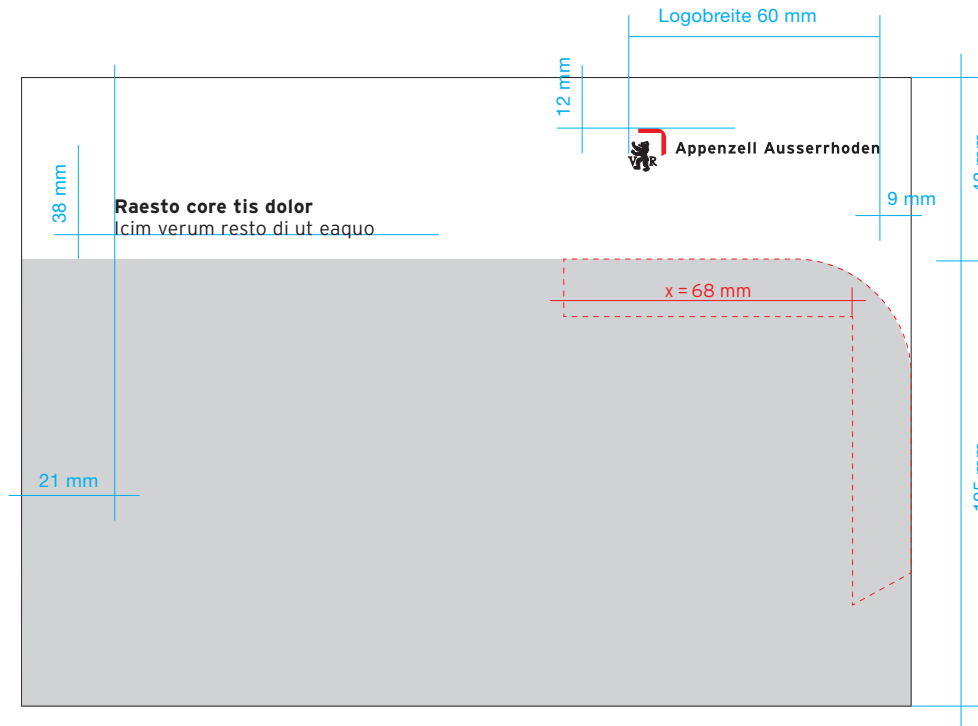 Logobreite 60 mm
12 mm
Appenzell Ausserrhoden
V R
9 mm
38 mm
Raesto core tis dolor
Icim verum resto di ut eaquo
x = 68 mm
21 mm